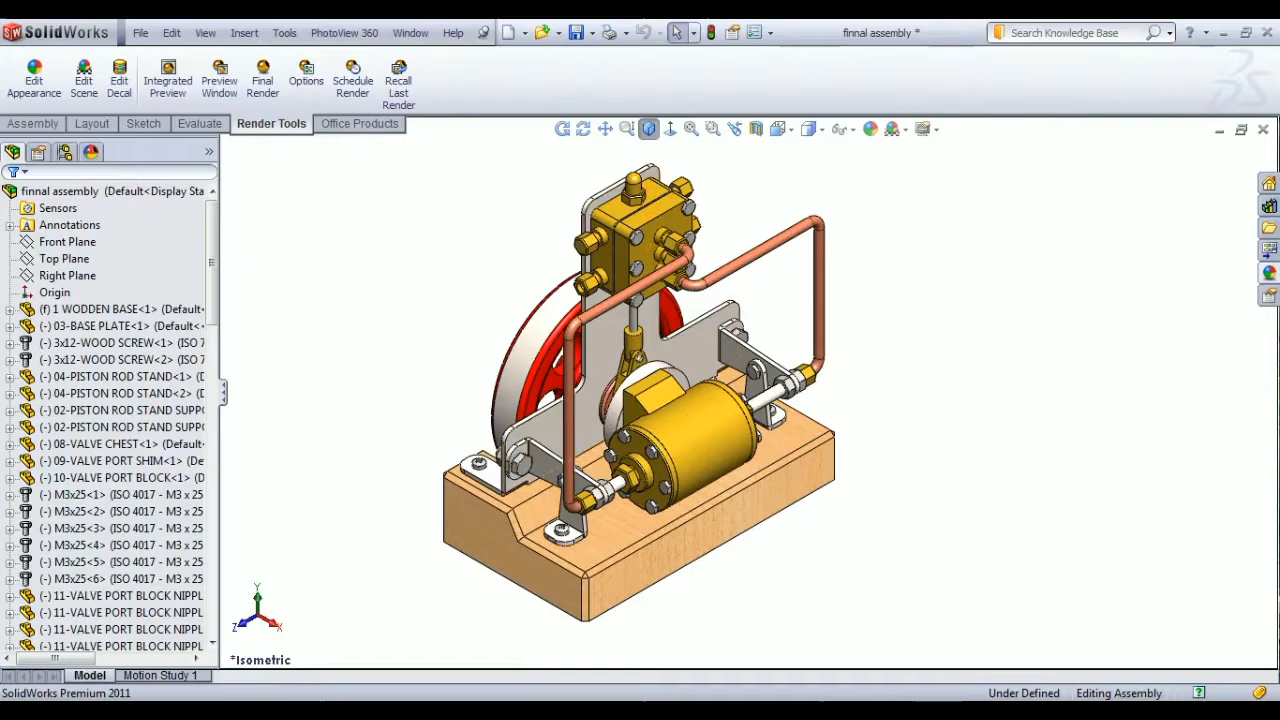 SolidWorks File Edit View Insert Tools PhotoView 360 Window Help finnal assembly * Search Knowledge Base
Edit Appearance
Edit Scene
Edit Decal
Integrated Preview
Preview Window
Final Render
Options
Schedule Render
Recall Last Render
Assembly Layout Sketch Evaluate Render Tools Office Products
finnal assembly (Default<Display Sta
Sensors
Annotations
Front Plane
Top Plane
Right Plane
Origin
(f) 1 WODDEN BASE<1> (Default
(-) 03-BASE PLATE<1> (Default<
(-) 3x12-WOOD SCREW<1> (ISO 7
(-) 3x12-WOOD SCREW<2> (ISO 7
(-) 04-PISTON ROD STAND<1> (D
(-) 04-PISTON ROD STAND<2> (D
(-) 02-PISTON ROD STAND SUPPO
(-) 02-PISTON ROD STAND SUPPO
(-) 08-VALVE CHEST<1> (Default
(-) 09-VALVE PORT SHIM<1> (De
(-) 10-VALVE PORT BLOCK<1> (D
(-) M3x25<1> (ISO 4017 - M3 x 25
(-) M3x25<2> (ISO 4017 - M3 x 25
(-) M3x25<3> (ISO 4017 - M3 x 25
(-) M3x25<4> (ISO 4017 - M3 x 25
(-) M3x25<5> (ISO 4017 - M3 x 25
(-) M3x25<6> (ISO 4017 - M3 x 25
(-) 11-VALVE PORT BLOCK NIPPL
(-) 11-VALVE PORT BLOCK NIPPL
(-) 11-VALVE PORT BLOCK NIPPL
(-) 11-VALVE PORT BLOCK NIPPL
Y
Z
X
*Isometric
Model Motion Study 1
SolidWorks Premium 2011 Under Defined Editing Assembly